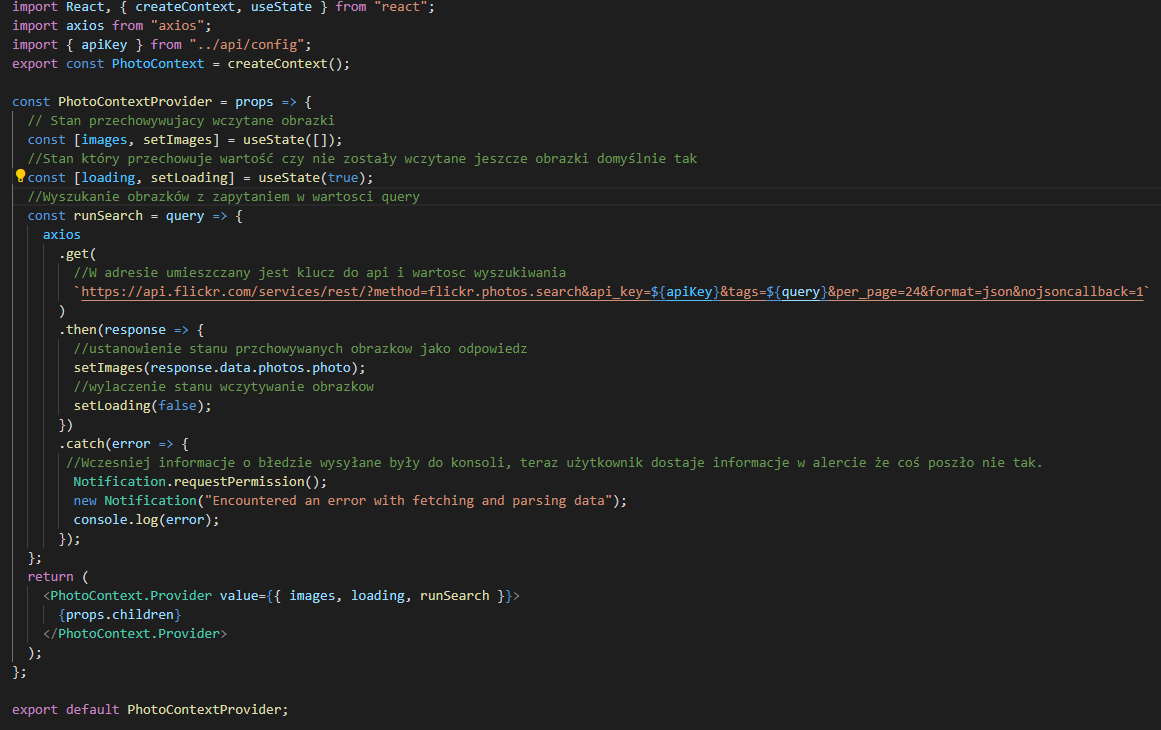 import React, { createContext, useState } from "react";
import axios from "axios";
import { apiKey } from "../api/config";
export const PhotoContext = createContext();
const PhotoContextProvider = props => {
// Stan przechowywujacy wczytane obrazki
const [images, setImages] = useState([]);
//Stan który przechowuje wartość czy nie zostały wczytane jeszcze obrazki domyślnie tak
const [loading, setLoading] = useState(true);
//Wyszukanie obrazków z zapytaniem w wartosci query
const runSearch = query => {
axios
.get(
//W adresie umieszczany jest klucz do api i wartosc wyszukiwania
`https://api.flickr.com/services/rest/?method=flickr.photos.search&api_key=${apiKey}&tags=${query}&per_page=24&format=json&nojsoncallback=1`
)
.then(response => {
//ustanowienie stanu przchowywanych obrazkow jako odpowiedz
setImages(response.data.photos.photo);
//wylaczenie stanu wczytywanie obrazkow
setLoading(false);
})
.catch(error => {
//Wczesniej informacje o błedzie wysyłane były do konsoli, teraz użytkownik dostaje informacje w alercie że coś poszło nie tak.
Notification.requestPermission();
new Notification("Encountered an error with fetching and parsing data");
console.log(error);
});
};
return (
<PhotoContext.Provider value={{ images, loading, runSearch }}>
{props.children}
</PhotoContext.Provider>
);
};
export default PhotoContextProvider;